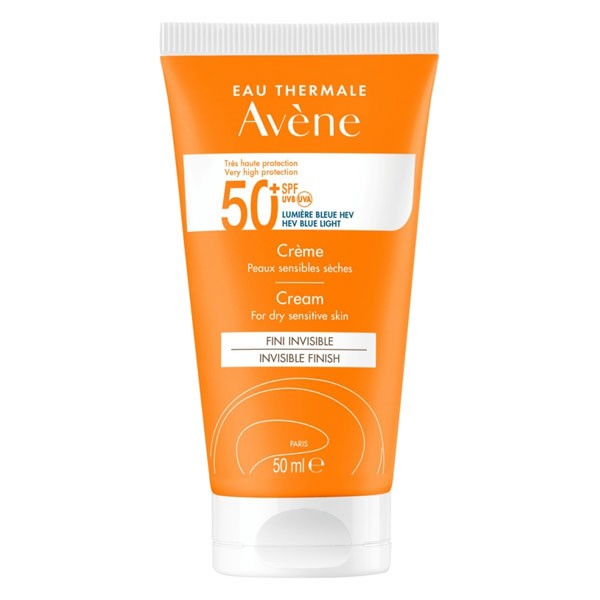 EAU THERMALE
Avène
Très haute protection
Very high protection
50+ SPF
UVB UVA
LUMIÈRE BLEUE HEV
HEV BLUE LIGHT
Crème
Peaux sensibles sèches
Cream
For dry sensitive skin
FINI INVISIBLE
INVISIBLE FINISH
PARIS
50 ml ℮